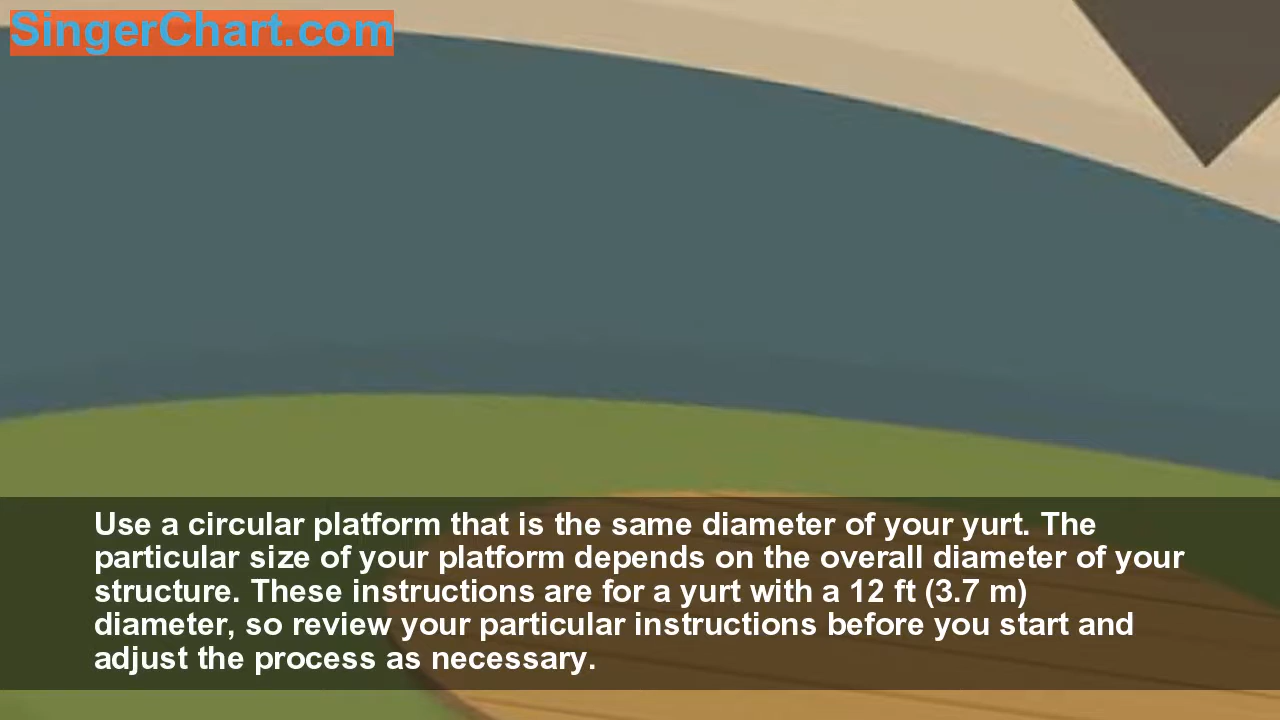 SingerChart.com
Use a circular platform that is the same diameter of your yurt. The
particular size of your platform depends on the overall diameter of your
structure. These instructions are for a yurt with a 12 ft (3.7 m)
diameter, so review your particular instructions before you start and
adjust the process as necessary.